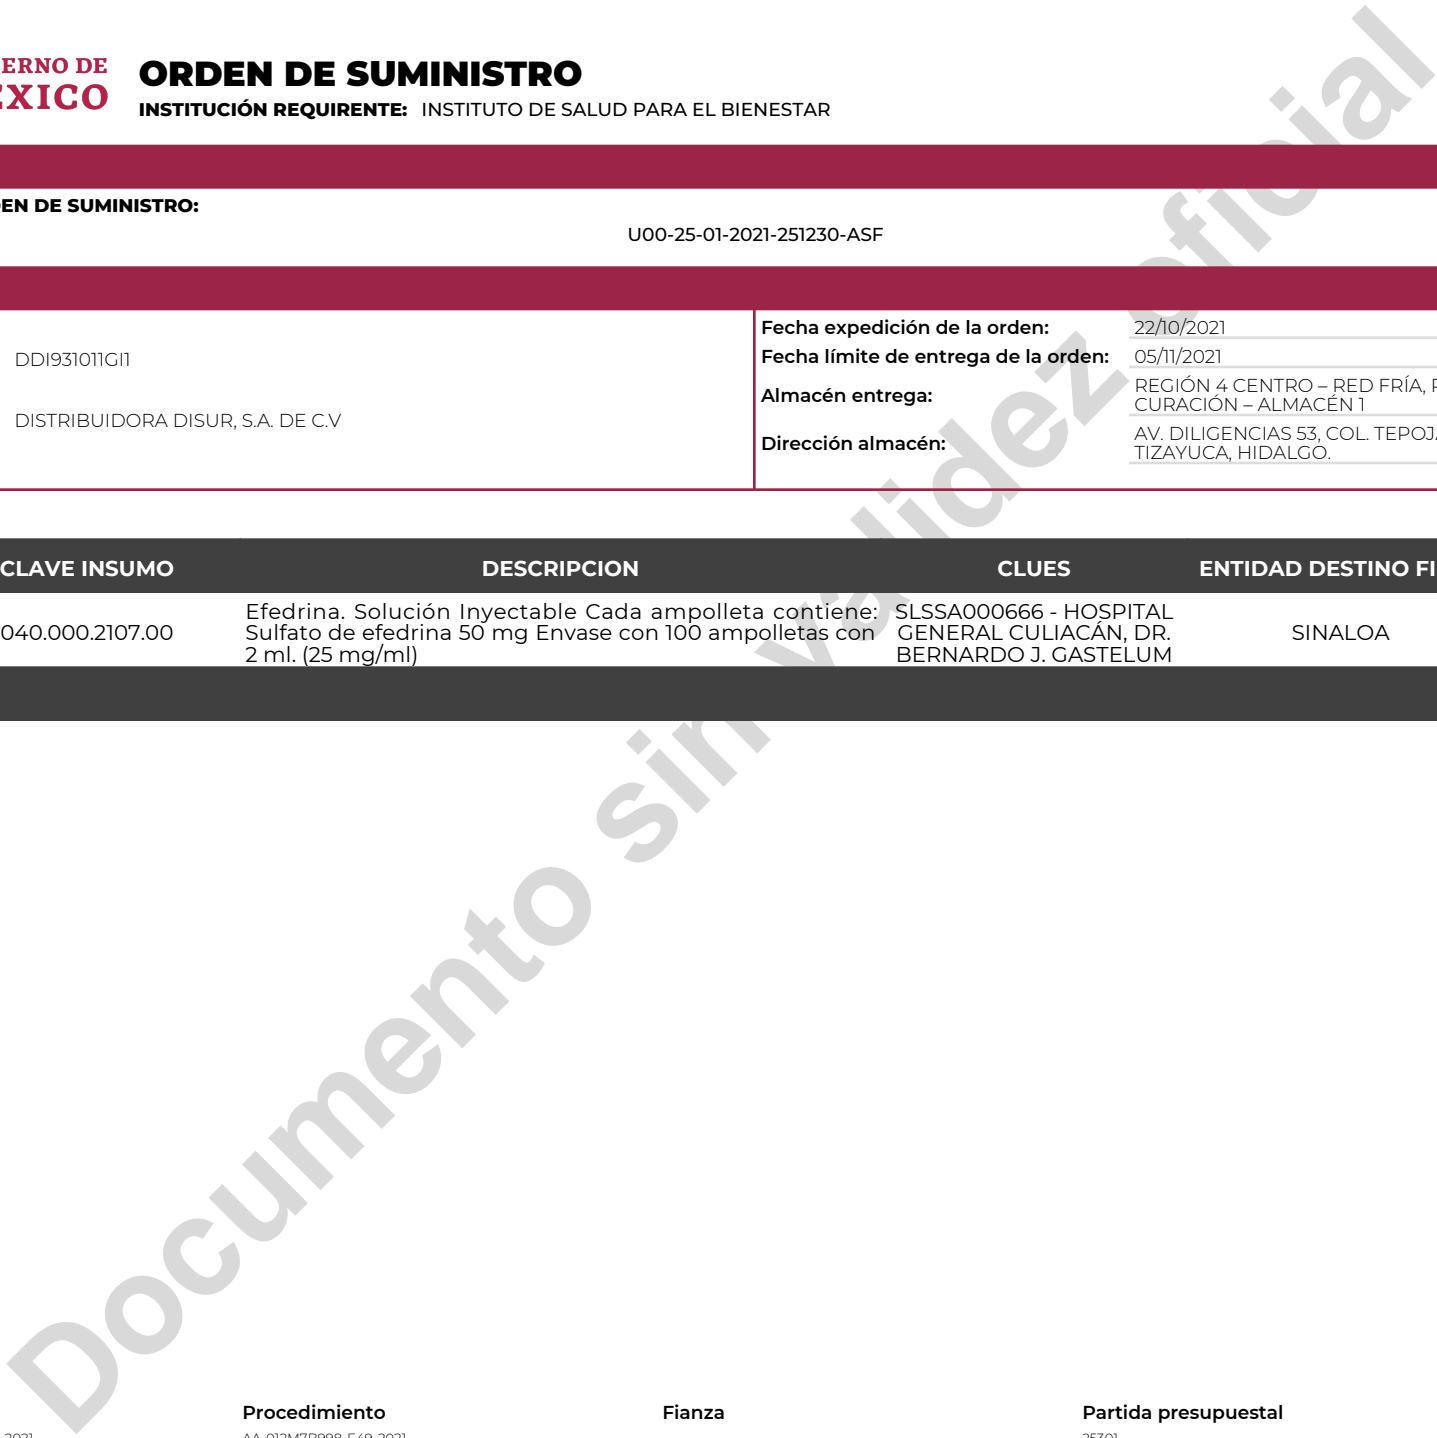 ERNO DE
ÉXICO
ORDEN DE SUMINISTRO
INSTITUCIÓN REQUIRENTE: INSTITUTO DE SALUD PARA EL BIENESTAR
EN DE SUMINISTRO:
U00-25-01-2021-251230-ASF
DDI931011GI1
DISTRIBUIDORA DISUR, S.A. DE C.V
Fecha expedición de la orden: 22/10/2021
Fecha límite de entrega de la orden: 05/11/2021
Almacén entrega: REGIÓN 4 CENTRO – RED FRÍA,
CURACIÓN – ALMACÉN 1
Dirección almacén: AV. DILIGENCIAS 53, COL. TEPOJ
TIZAYUCA, HIDALGO.
CLAVE INSUMO DESCRIPCION CLUES ENTIDAD DESTINO FI
040.000.2107.00
Efedrina. Solución Inyectable Cada ampolleta contiene:
Sulfato de efedrina 50 mg Envase con 100 ampolletas con
2 ml. (25 mg/ml)
SLSSA000666 - HOSPITAL
GENERAL CULIACÁN, DR.
BERNARDO J. GASTELUM
SINALOA
Documento sin validez oficial
Procedimiento Fianza Partida presupuestal